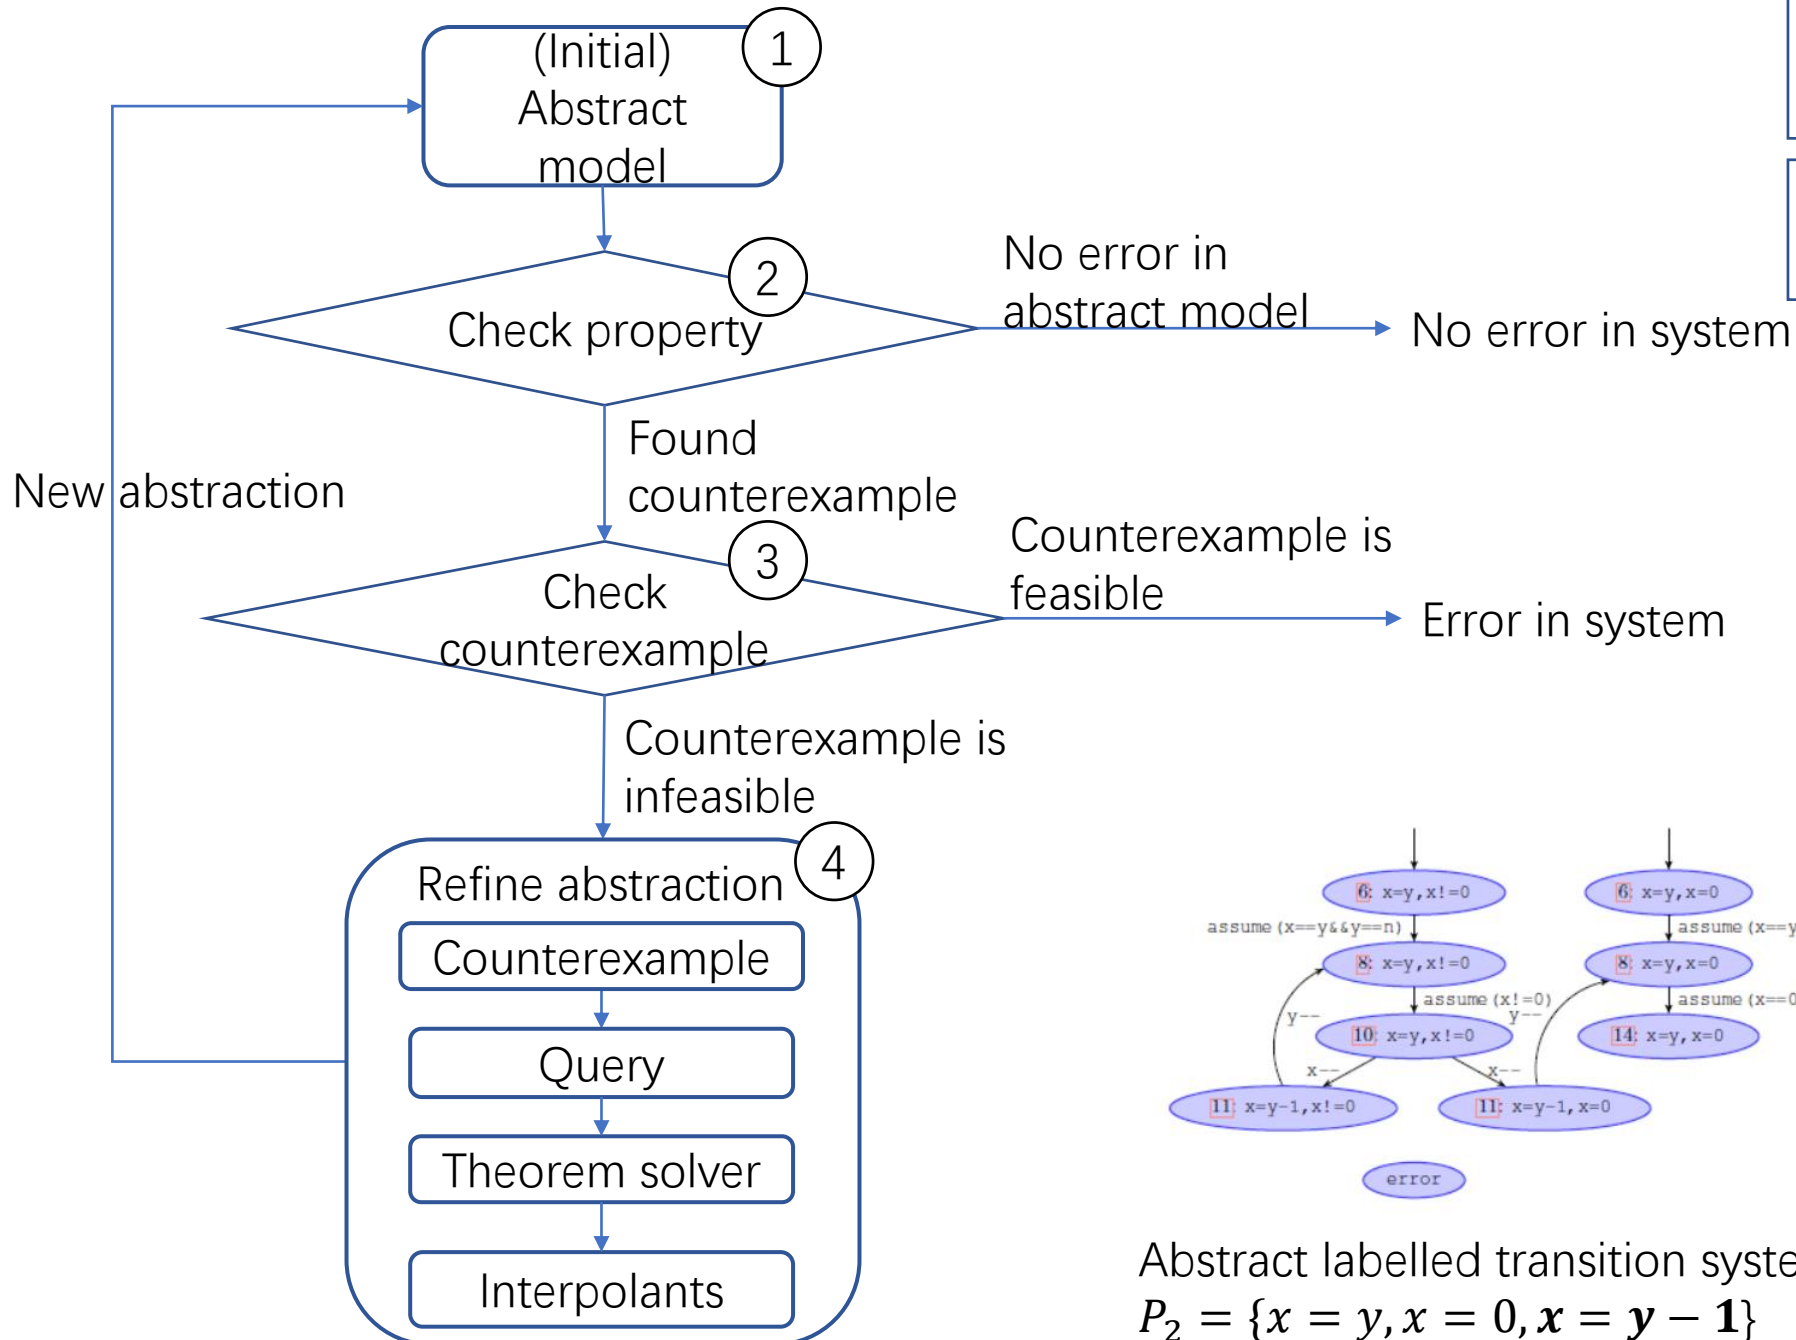 (Initial)
Abstract
model
1
2
Check property
No error in
abstract model
No error in system
Found
counterexample
New abstraction
3
Check
counterexample
Counterexample is
feasible
Error in system
Counterexample is
infeasible
4
Refine abstraction
Counterexample
Query
Theorem solver
Interpolants
6: x=y,x!=0
assume(x==y&&y==n)
8: x=y,x!=0
assume(x!=0)
y--
10: x=y,x!=0
x--
x--
y--
11: x=y-1,x!=0
11: x=y-1,x=0
6: x=y,x=0
assume(x==y
8: x=y,x=0
assume(x==0
14: x=y,x=0
error
Abstract labelled transition syste
P₂ = {x = y, x = 0, x = y − 1}